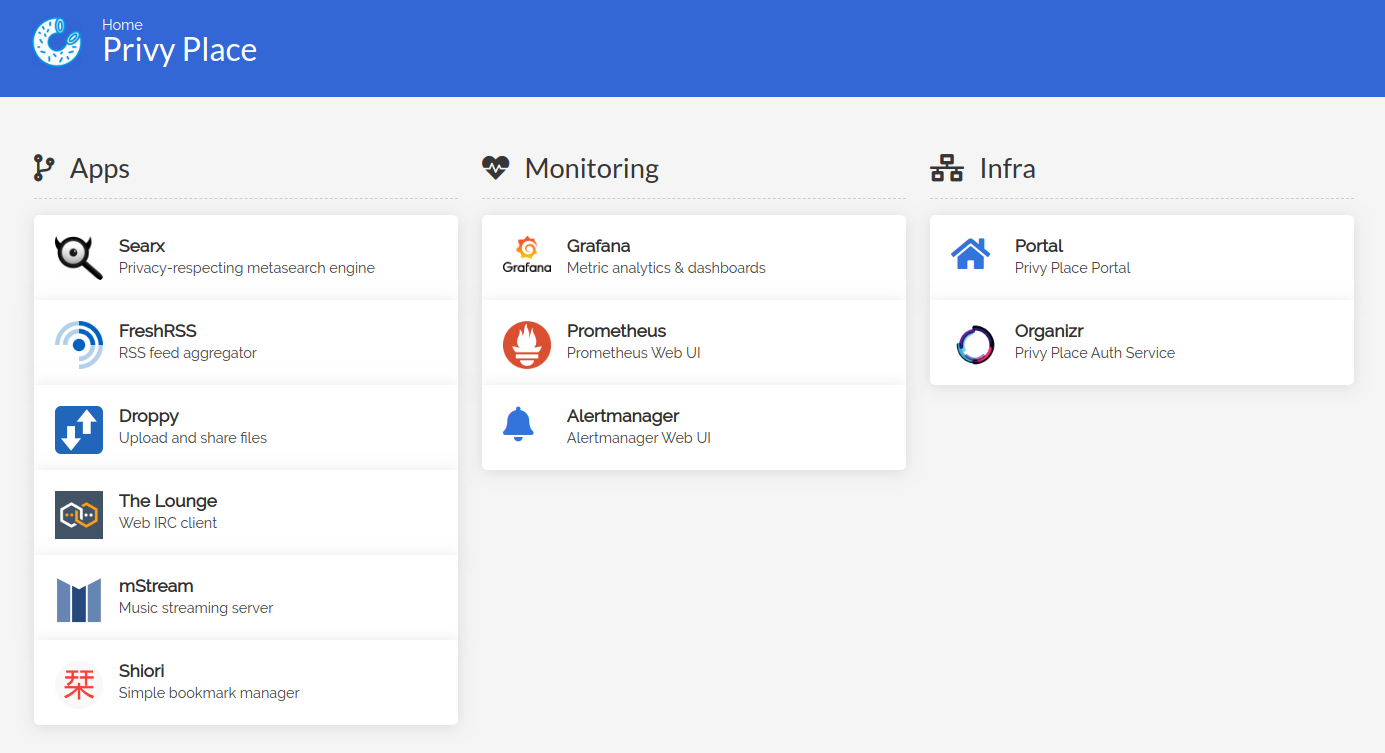 Home
Privy Place
Apps
Searx
Privacy-respecting metasearch engine
FreshRSS
RSS feed aggregator
Droppy
Upload and share files
The Lounge
Web IRC client
mStream
Music streaming server
栞
Shiori
Simple bookmark manager
Monitoring
Grafana
Grafana
Metric analytics & dashboards
Prometheus
Prometheus Web UI
Alertmanager
Alertmanager Web UI
Infra
Portal
Privy Place Portal
Organizr
Privy Place Auth Service